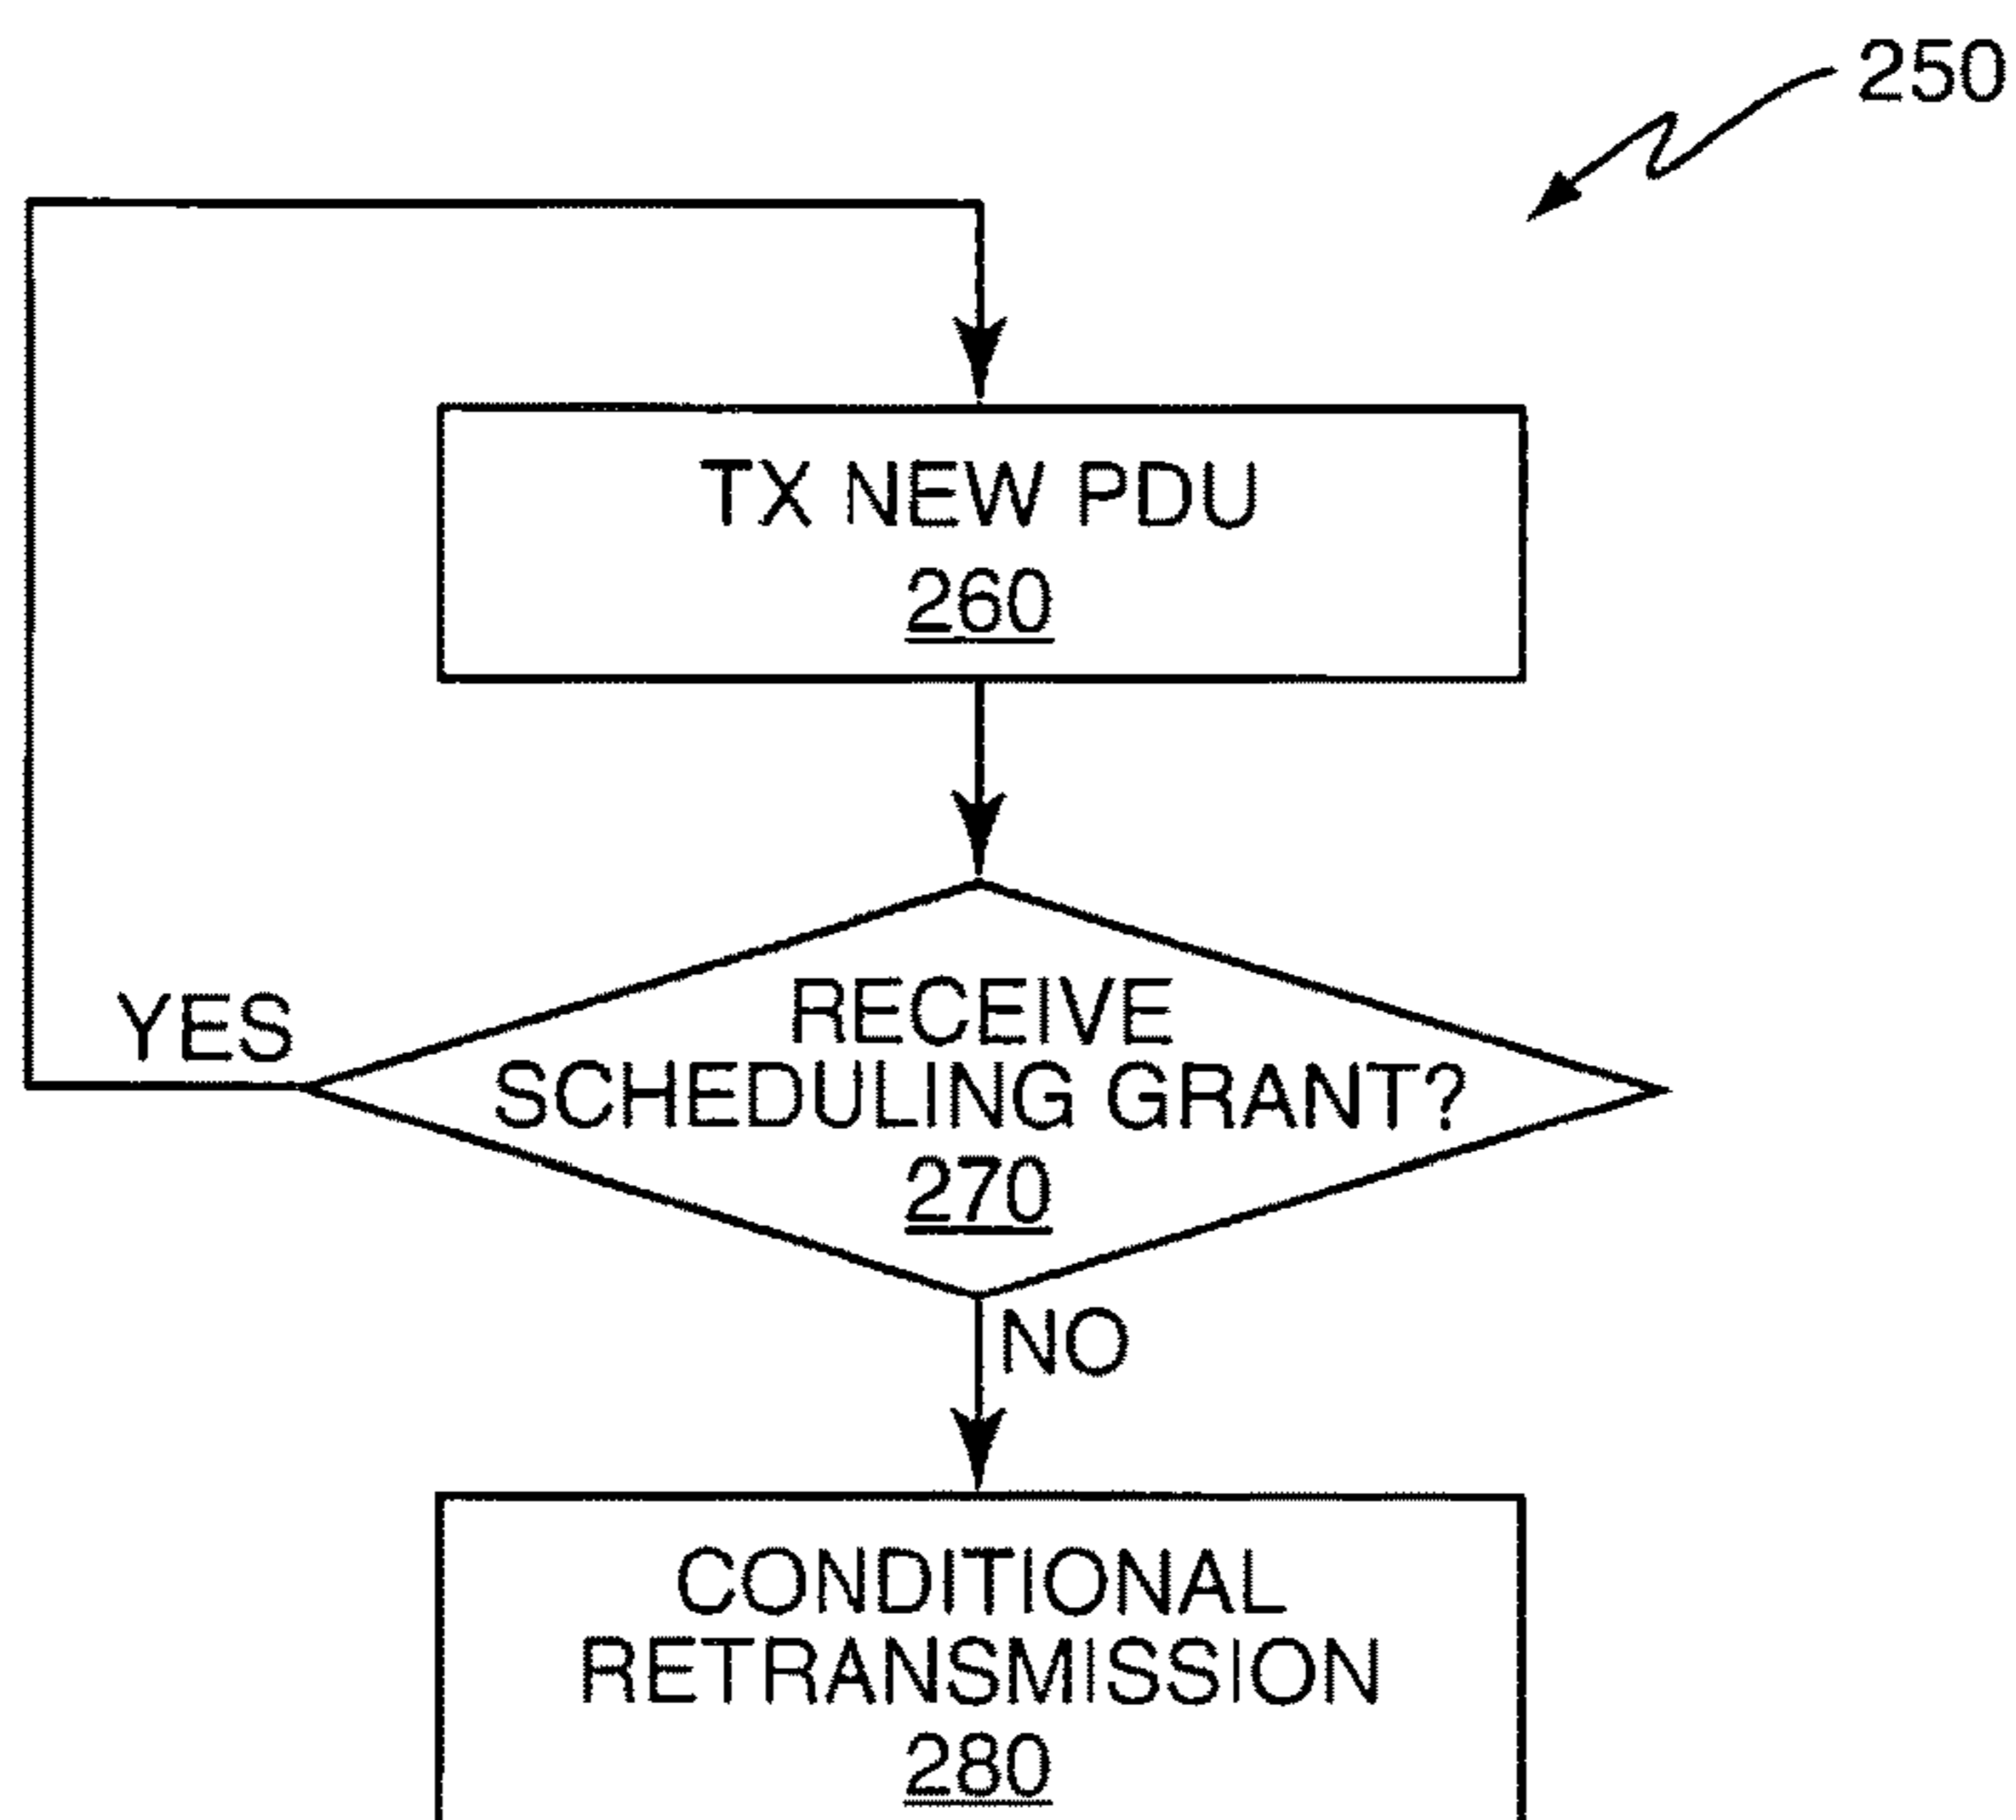 250
TX NEW PDU
260
RECEIVE
SCHEDULING GRANT?
270
YES
NO
CONDITIONAL
RETRANSMISSION
280